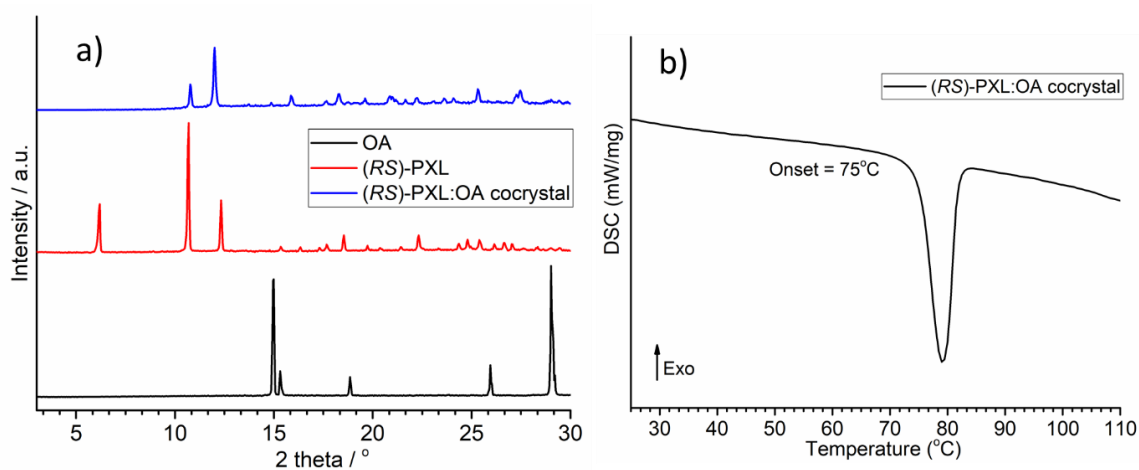 a)
OA
(RS)-PXL
(RS)-PXL:OA cocrystal
Intensity / a.u.
5 10 15 20 25 30
2 theta / °
b)
(RS)-PXL:OA cocrystal
Onset = 75°C
DSC (mW/mg)
Exo
30 40 50 60 70 80 90 100 110
Temperature (°C)